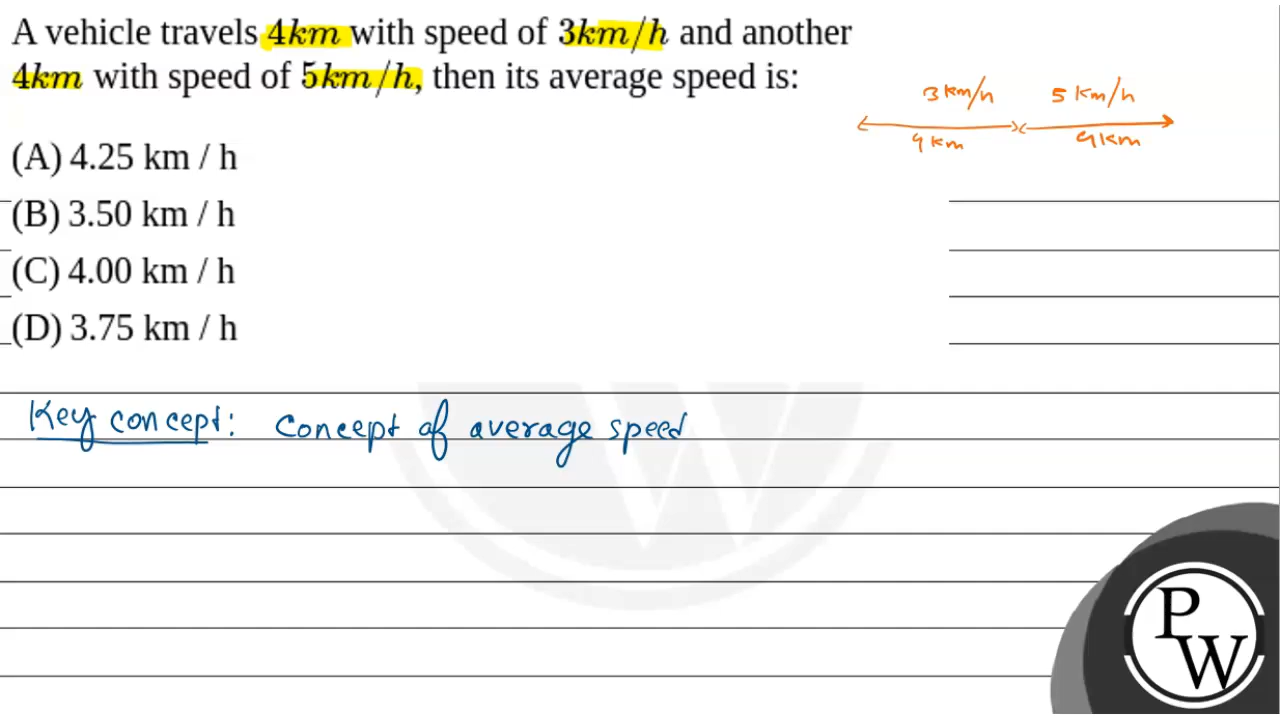 A vehicle travels 4km with speed of 3km/h and another
4km with speed of 5km/h, then its average speed is:
3 km/h 5 km/h
4 km 4 km
(A) 4.25 km / h
(B) 3.50 km / h
(C) 4.00 km / h
(D) 3.75 km / h
Key concept: Concept of average speed
P
W